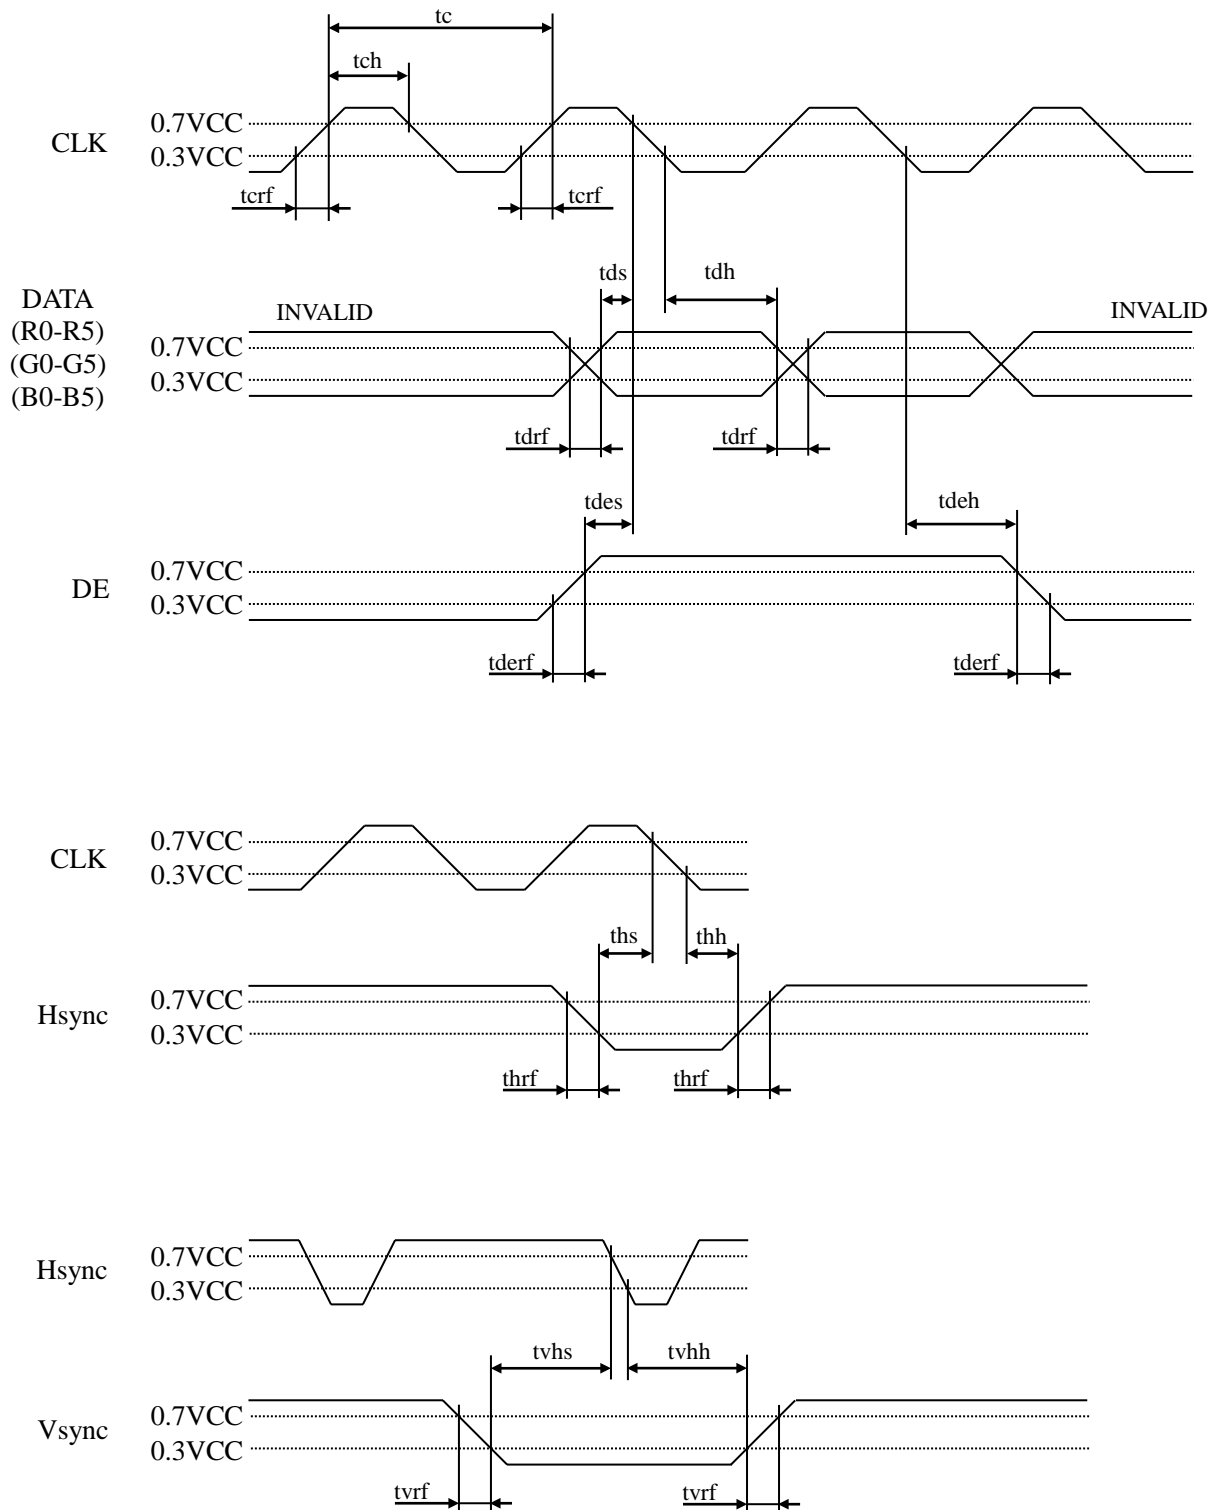 tc
tch
0.7VCC
CLK
0.3VCC
tcrf
tcrf
tds
tdh
DATA
(R0-R5)
(G0-G5)
(B0-B5)
INVALID
INVALID
0.7VCC
0.3VCC
tdrf
tdrf
tdes
tdeh
0.7VCC
DE
0.3VCC
tderf
tderf
0.7VCC
CLK
0.3VCC
ths
thh
0.7VCC
Hsync
0.3VCC
thrf
thrf
0.7VCC
Hsync
0.3VCC
tvhs
tvhh
0.7VCC
Vsync
0.3VCC
tvrf
tvrf